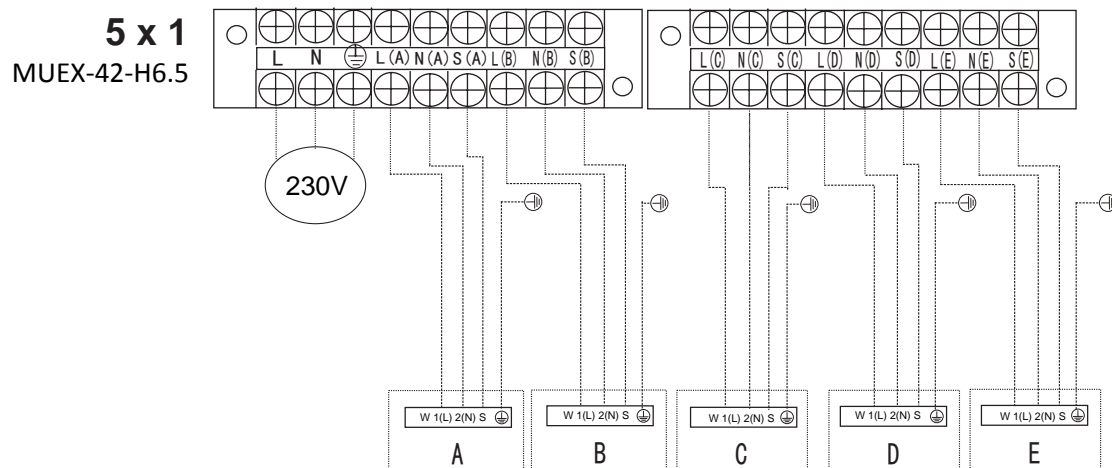 5 x 1
MUEX-42-H6.5
L N L(A) N(A) S(A) L(B) N(B) S(B)
L(C) N(C) S(C) L(D) N(D) S(D) L(E) N(E) S(E)
230V
W 1(L) 2(N) S
W 1(L) 2(N) S
W 1(L) 2(N) S
W 1(L) 2(N) S
W 1(L) 2(N) S
A
B
C
D
E